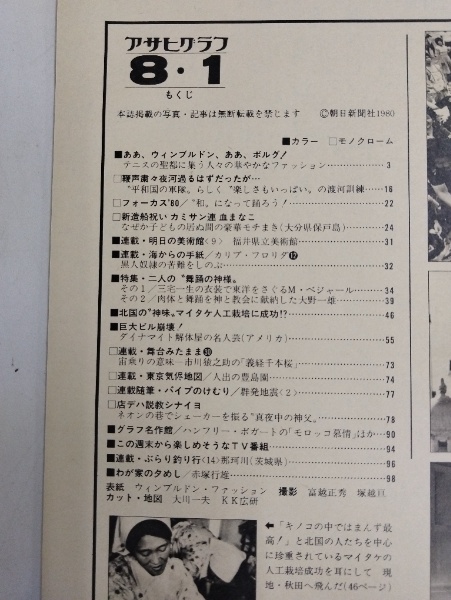 アサヒグラフ
8・1
もくじ
本誌掲載の写真・記事は無断転載を禁じます ©朝日新聞社1980
■カラー □モノクローム
■ああ、ウィンブルドン、ああ、ボルグ!
テニスの聖都に集う人々の華やかなファッション 3
□鞭声粛々夜河過るはずだったが…
“平和国の軍隊〟らしく〝楽しさもいっぱい〟の渡河訓練 16
□フォーカス'80/〝和〟になって踊ろう! 22
□新造船祝い カミサン連 血まなこ
なぜか子どもの居ぬ間の豪華モチまき(大分県保戸島) 24
■連載・明日の美術館〈9〉 福井県立美術館 31
■連載・海からの手紙/カリブ・フロリダ⑫
黒人奴隷の苦難をしのぶ 32
■特集・二人の〝舞踊の神様〟
その1/三宅一生の衣装で東洋をさぐるM・ベジャール 34
その2/肉体と舞踊を神と教会に献納した大野一雄 39
■北国の〝神味〟マイタケ人工栽培に成功!? 46
■巨大ビル崩壊!
ダイナマイト解体屋の名人芸(アメリカ) 55
□連載・舞台みたまま㉚
宙乗りの意味―市川猿之助の「義経千本桜」 73
□連載・東京気侭地図/人出の豊島園 74
□連載随筆・パイプのけむり/群発地震〈2〉 77
□店デハ説教シナイヨ
ネオンの巷でシェーカーを振る〝真夜中の神父〟 78
■グラフ名作館/ハンフリー・ボガートの「モロッコ慕情」ほか 90
■この週末から楽しめそうなTV番組 94
■連載・ぶらり釣り行〈14〉那珂川(茨城県) 96
■わが家の夕めし/赤塚行雄 98
表紙 ウィンブルドン・ファッション 撮影 富越正秀 塚越亘
カット・地図 大川一夫 KK広研
←「キノコの中ではまんず最
高!」と北国の人たちを中心
に珍重されているマイタケの
人工栽培成功を耳にして 現
地・秋田へ飛んだ(46ページ)